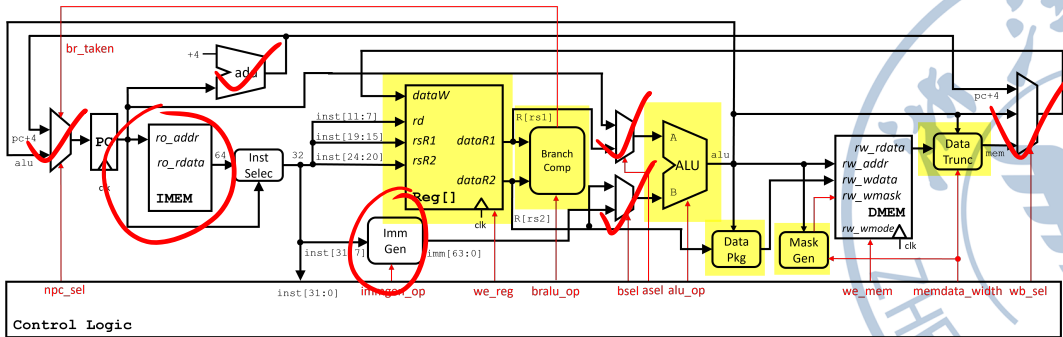 br_taken
+4
add
pc+4
alu
PC
clk
ro_addr
ro_rdata
IMEM
64
Inst
Selec
32
inst[11:7]
inst[19:15]
inst[24:20]
dataW
rd
rsR1
rsR2
dataR1
dataR2
Reg[]
clk
R[rs1]
R[rs2]
Branch
Comp
Imm
Gen
inst[31:7]
imm[63:0]
inst[31:0]
A
B
ALU
alu
Data
Pkg
Mask
Gen
rw_rdata
rw_addr
rw_wdata
rw_wmask
DMEM
rw_wmode
clk
Data
Trunc
mem
pc+4
npc_sel
immgen_op
we_reg
bralu_op
bsel
asel
alu_op
we_mem
memdata_width
wb_sel
Control Logic